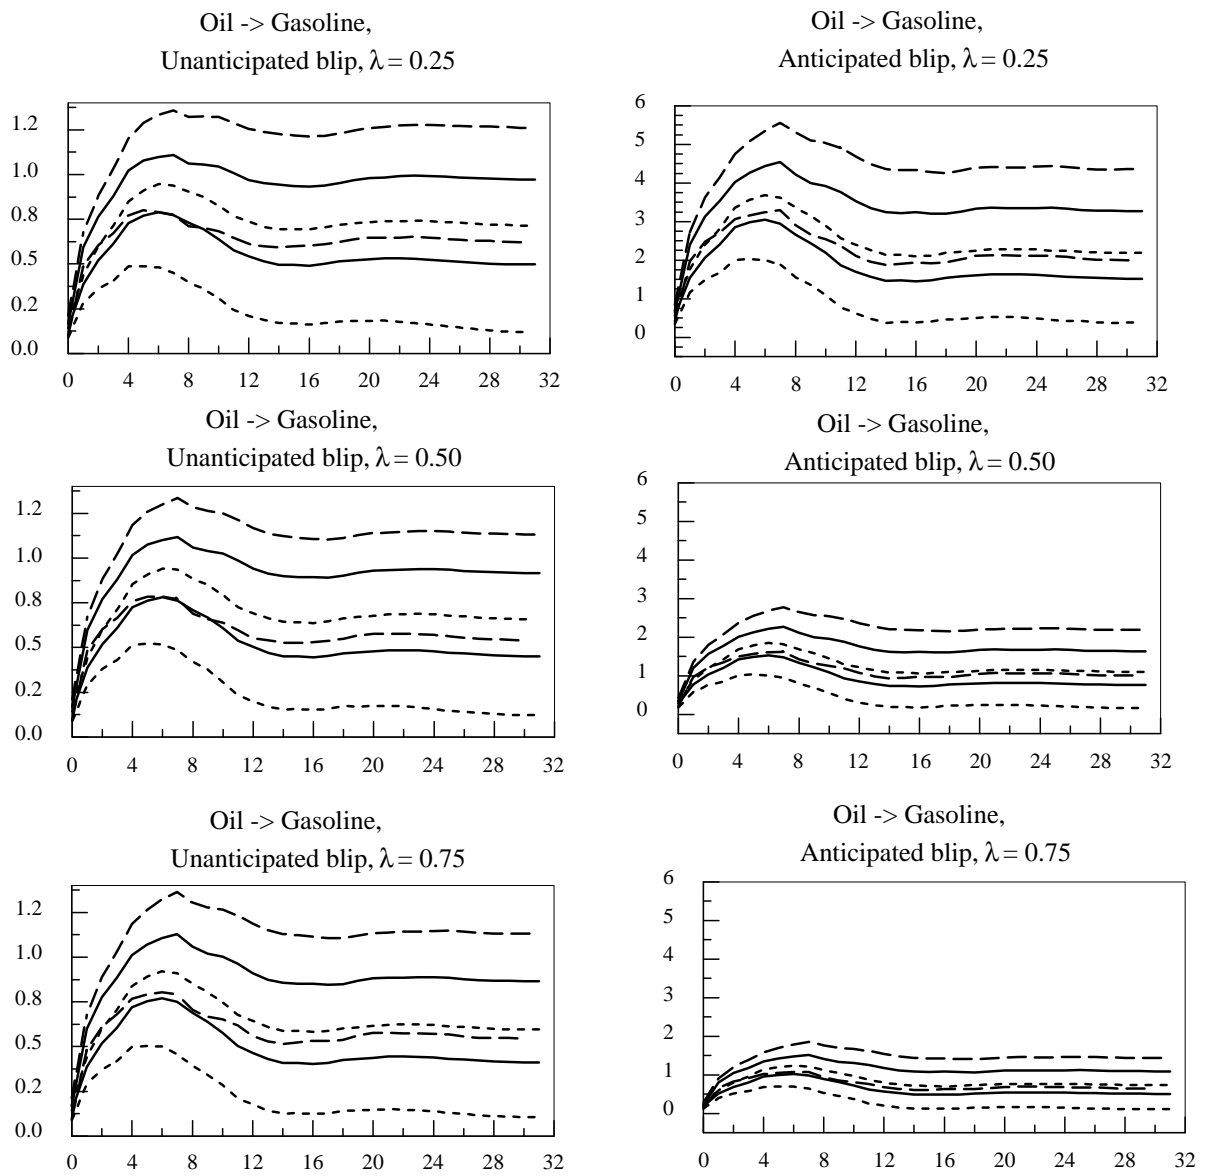 Oil -> Gasoline,
Unanticipated blip, λ = 0.25
1.2
1.0
0.8
0.5
0.2
0.0
0 4 8 12 16 20 24 28 32
Oil -> Gasoline,
Anticipated blip, λ = 0.25
6
5
4
3
2
1
0
0 4 8 12 16 20 24 28 32
Oil -> Gasoline,
Unanticipated blip, λ = 0.50
1.2
1.0
0.8
0.5
0.2
0.0
0 4 8 12 16 20 24 28 32
Oil -> Gasoline,
Anticipated blip, λ = 0.50
6
5
4
3
2
1
0
0 4 8 12 16 20 24 28 32
Oil -> Gasoline,
Unanticipated blip, λ = 0.75
1.2
1.0
0.8
0.5
0.2
0.0
0 4 8 12 16 20 24 28 32
Oil -> Gasoline,
Anticipated blip, λ = 0.75
6
5
4
3
2
1
0
0 4 8 12 16 20 24 28 32